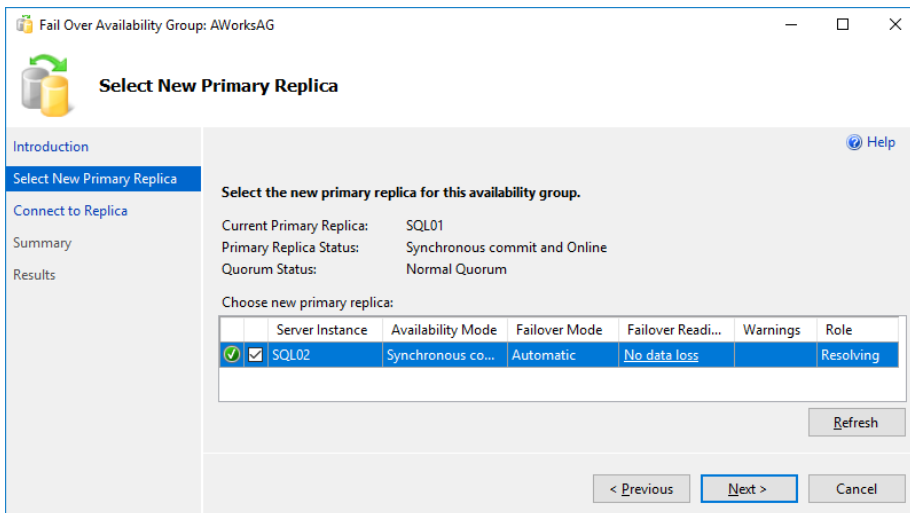 Fail Over Availability Group: AWorksAG
Select New Primary Replica
Help
Introduction
Select New Primary Replica
Connect to Replica
Summary
Results
Select the new primary replica for this availability group.
Current Primary Replica: SQL01
Primary Replica Status: Synchronous commit and Online
Quorum Status: Normal Quorum
Choose new primary replica:
Server Instance Availability Mode Failover Mode Failover Readi... Warnings Role
SQL02 Synchronous co... Automatic No data loss Resolving
Refresh
< Previous Next > Cancel